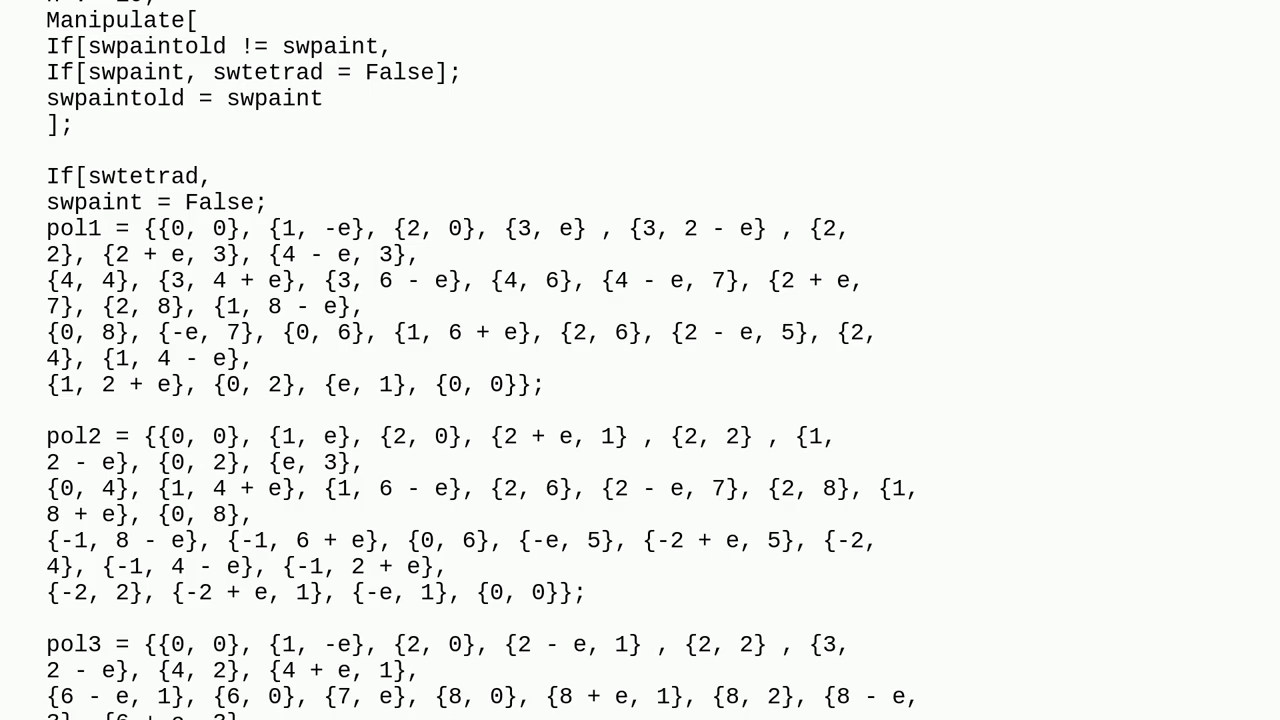 Manipulate[
If[swpaintold != swpaint,
If[swpaint, swtetrad = False];
swpaintold = swpaint
];
If[swtetrad,
swpaint = False;
pol1 = {{0, 0}, {1, -e}, {2, 0}, {3, e} , {3, 2 - e} , {2,
2}, {2 + e, 3}, {4 - e, 3},
{4, 4}, {3, 4 + e}, {3, 6 - e}, {4, 6}, {4 - e, 7}, {2 + e,
7}, {2, 8}, {1, 8 - e},
{0, 8}, {-e, 7}, {0, 6}, {1, 6 + e}, {2, 6}, {2 - e, 5}, {2,
4}, {1, 4 - e},
{1, 2 + e}, {0, 2}, {e, 1}, {0, 0}};
pol2 = {{0, 0}, {1, e}, {2, 0}, {2 + e, 1} , {2, 2} , {1,
2 - e}, {0, 2}, {e, 3},
{0, 4}, {1, 4 + e}, {1, 6 - e}, {2, 6}, {2 - e, 7}, {2, 8}, {1,
8 + e}, {0, 8},
{-1, 8 - e}, {-1, 6 + e}, {0, 6}, {-e, 5}, {-2 + e, 5}, {-2,
4}, {-1, 4 - e}, {-1, 2 + e},
{-2, 2}, {-2 + e, 1}, {-e, 1}, {0, 0}};
pol3 = {{0, 0}, {1, -e}, {2, 0}, {2 - e, 1} , {2, 2} , {3,
2 - e}, {4, 2}, {4 + e, 1},
{6 - e, 1}, {6, 0}, {7, e}, {8, 0}, {8 + e, 1}, {8, 2}, {8 - e,
3}, {6 + e, 3},